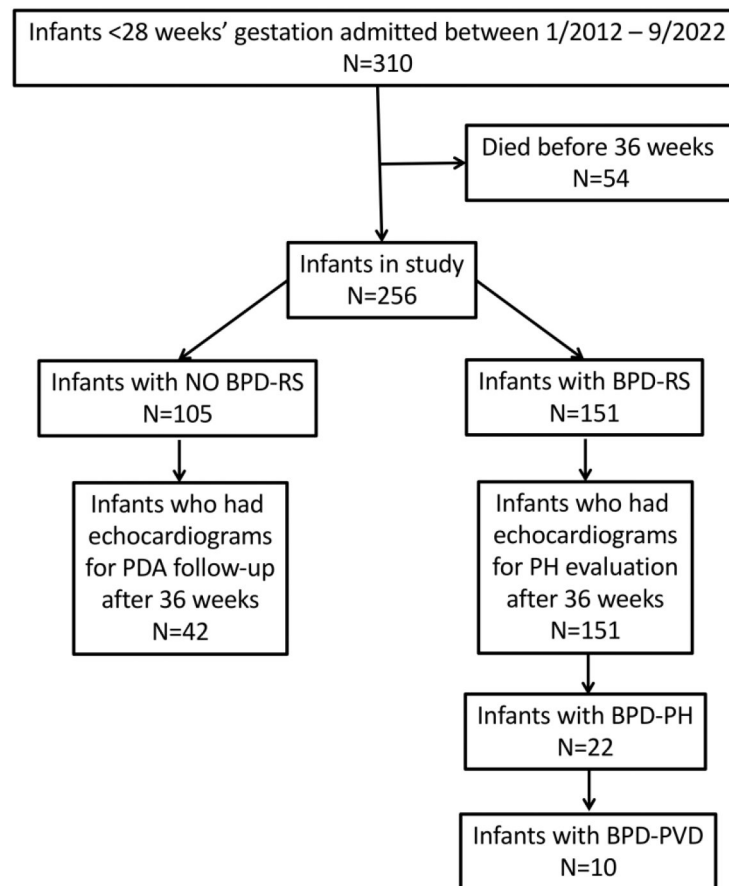 Infants <28 weeks’ gestation admitted between 1/2012 – 9/2022
N=310
Died before 36 weeks
N=54
Infants in study
N=256
Infants with NO BPD-RS
N=105
Infants with BPD-RS
N=151
Infants who had
echocardiograms
for PDA follow-up
after 36 weeks
N=42
Infants who had
echocardiograms
for PH evaluation
after 36 weeks
N=151
Infants with BPD-PH
N=22
Infants with BPD-PVD
N=10